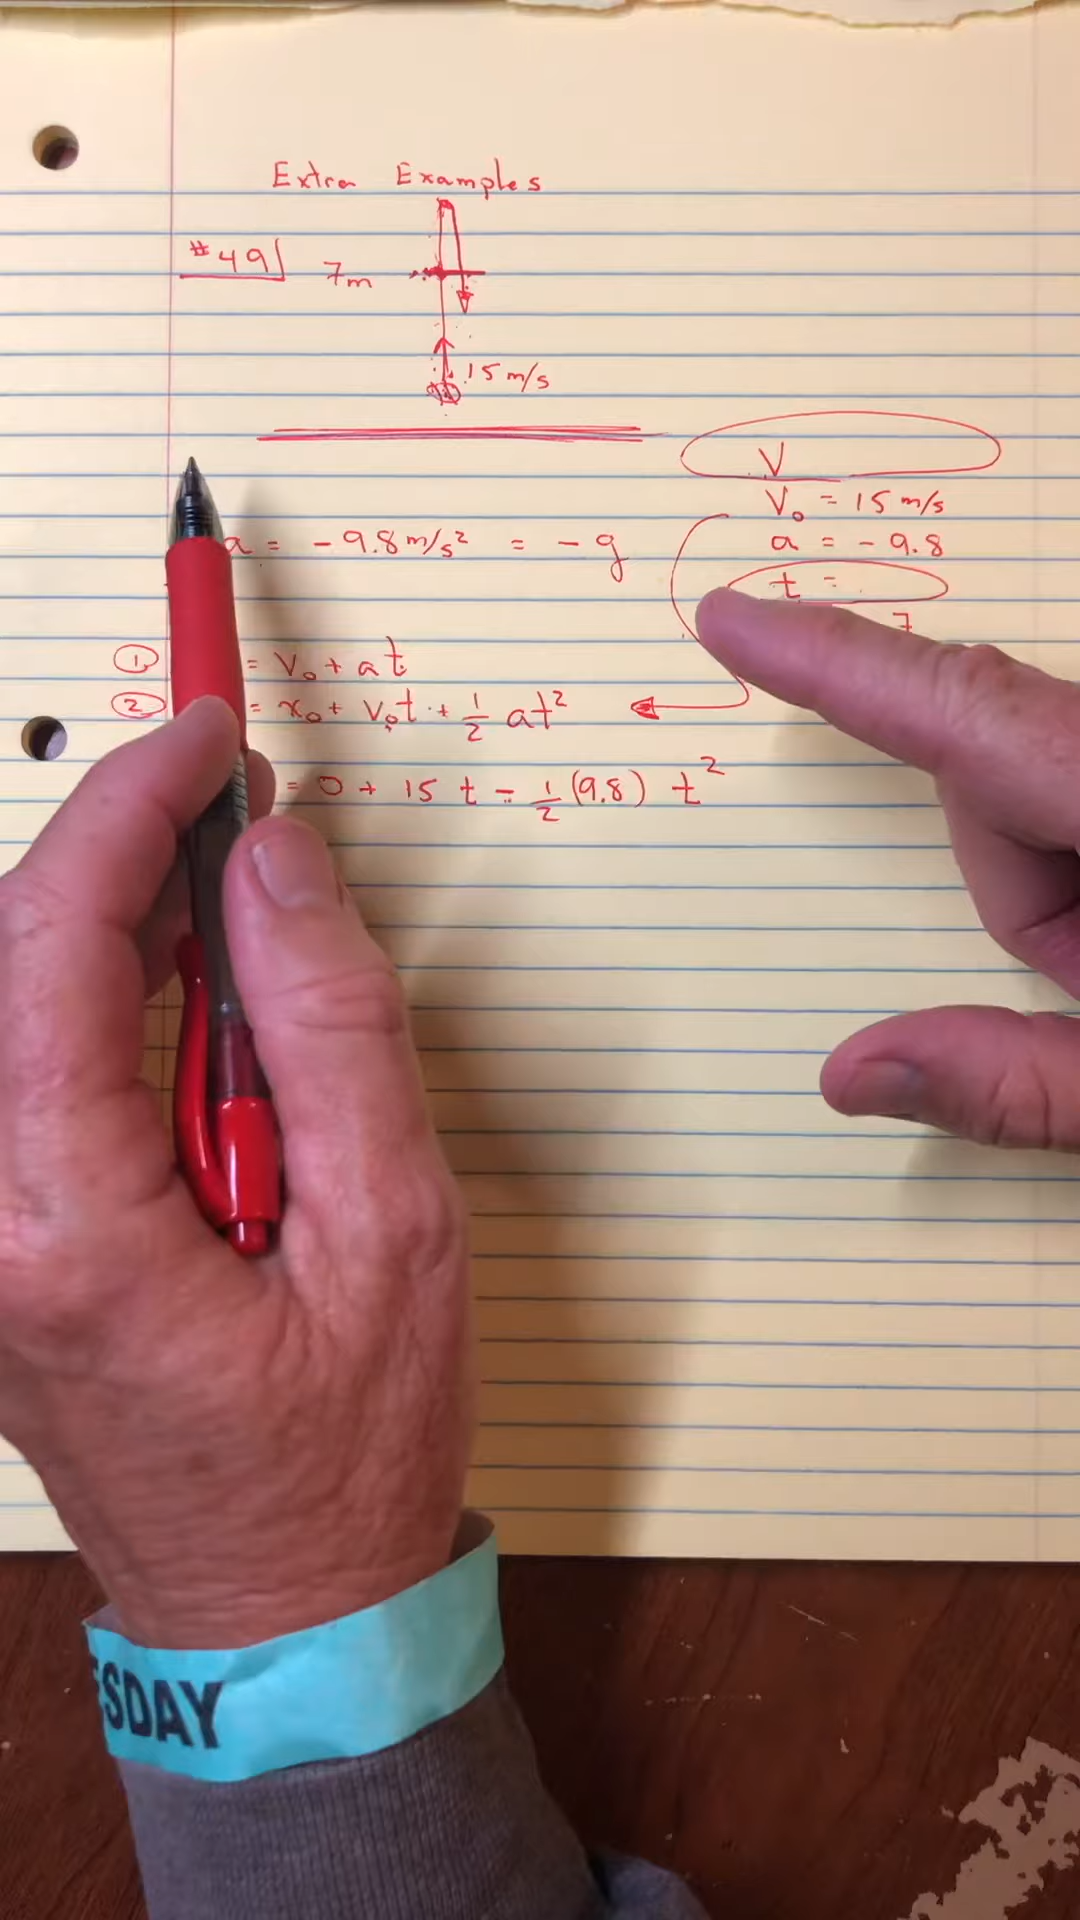 Extra Examples
#49
7m
15 m/s
V
V₀ = 15 m/s
a = -9.8
t =
7
a = -9.8 m/s² = -g
① = V₀ + at
② = x₀ + V₀t + 1/2 at²
= 0 + 15 t - 1/2 (9.8) t²
SDAY